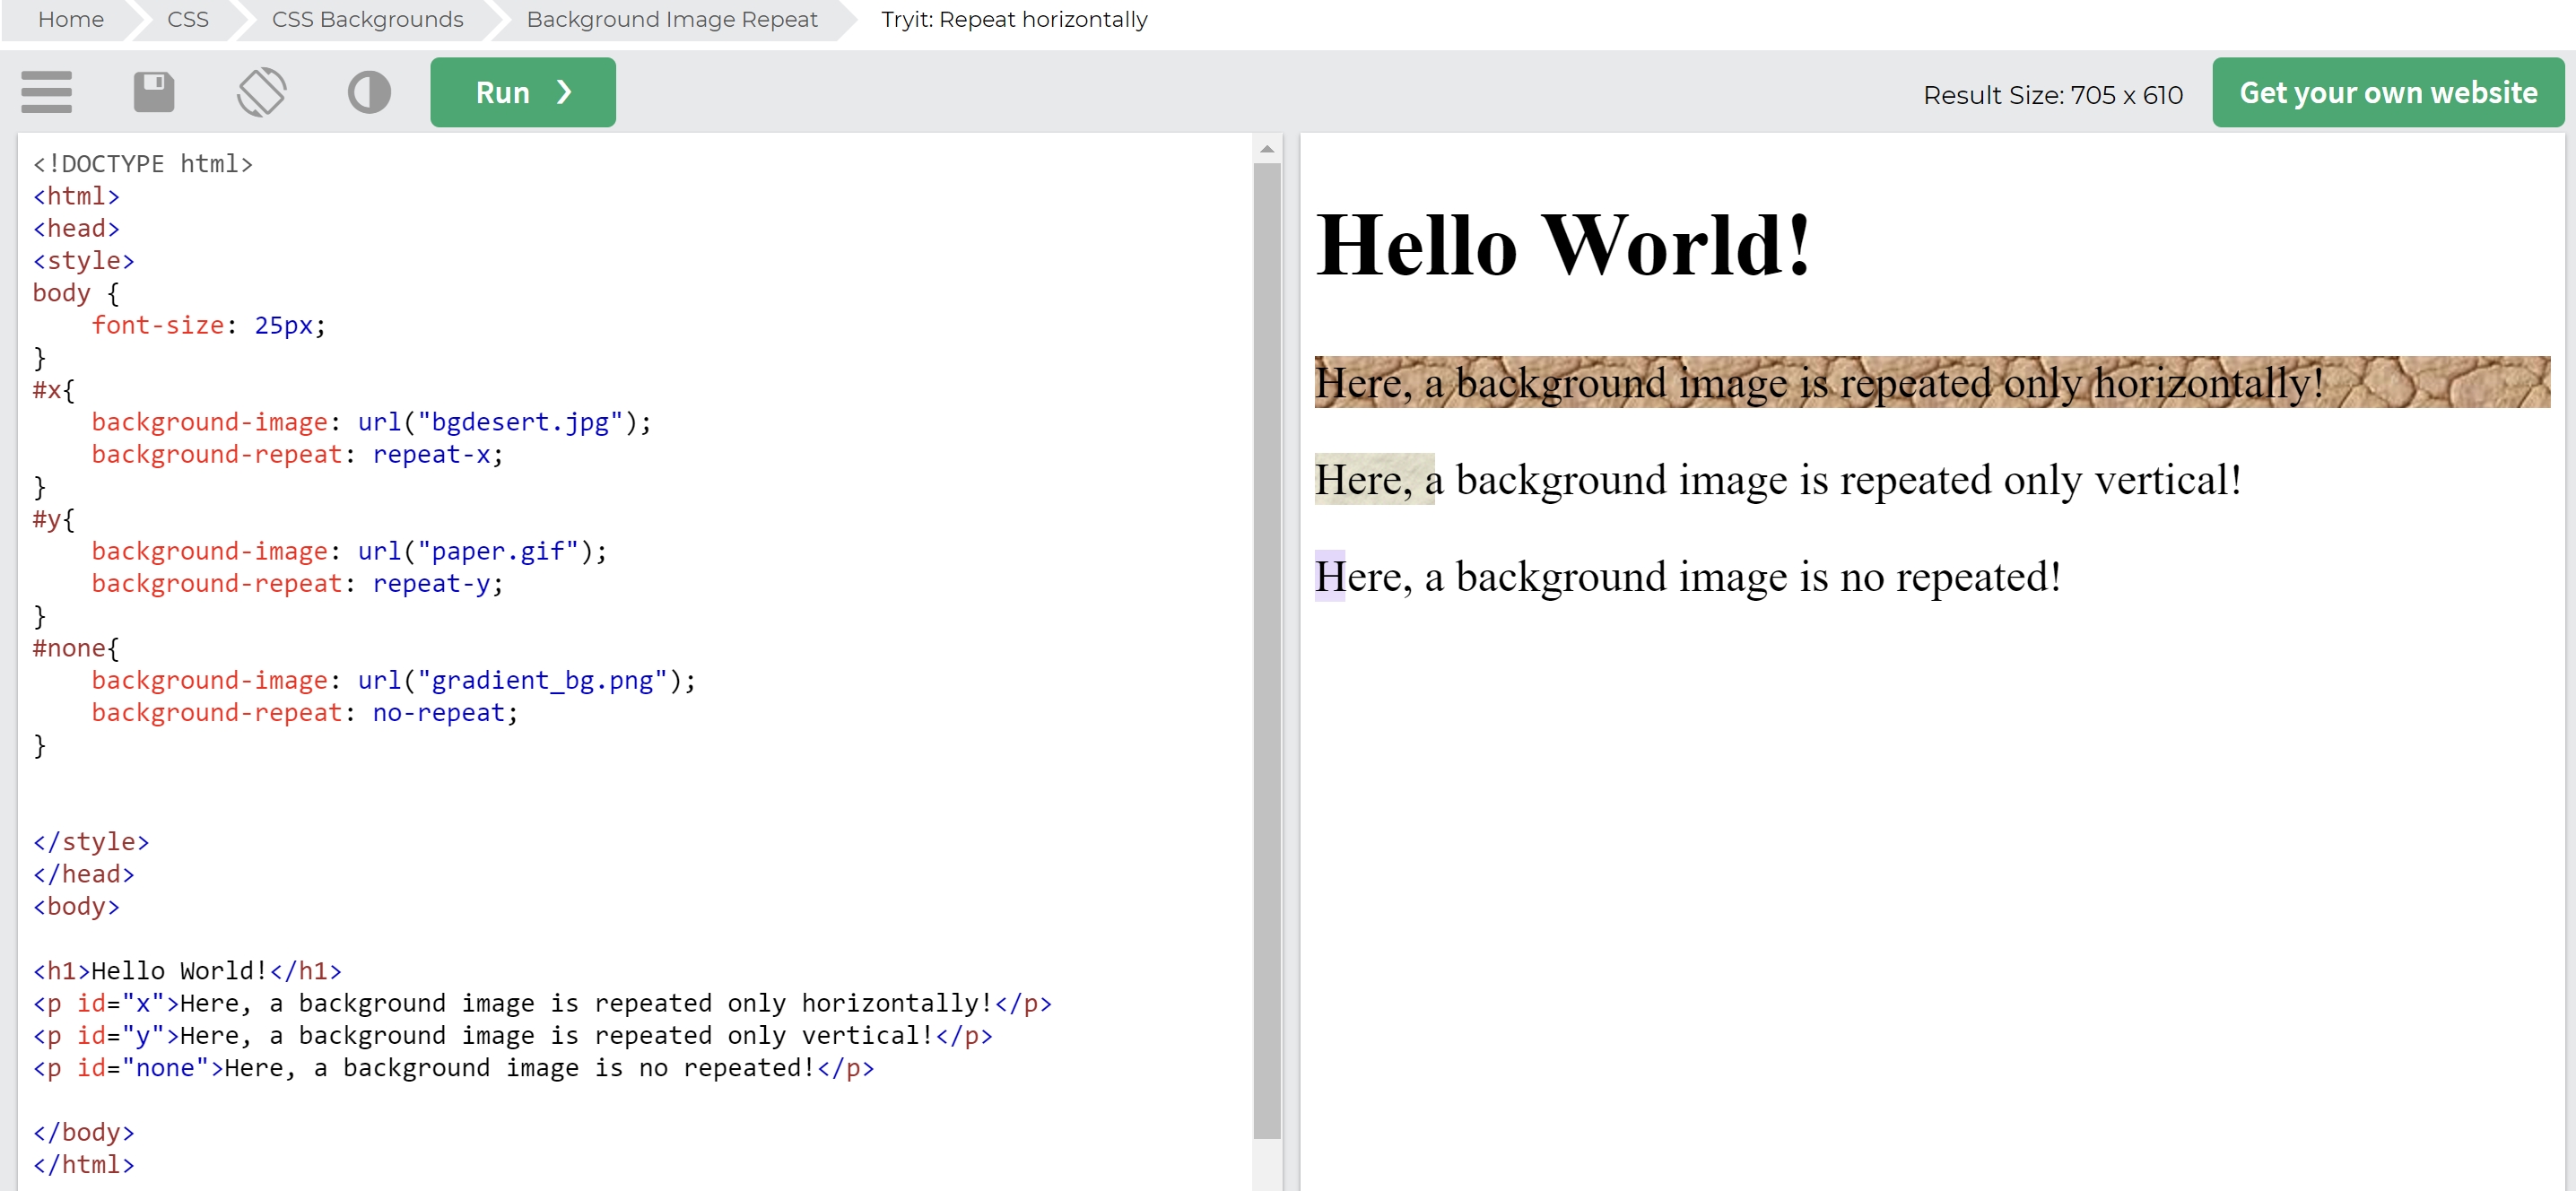 Home CSS CSS Backgrounds Background Image Repeat Tryit: Repeat horizontally
Run ❯ Result Size: 705 x 610 Get your own website
<!DOCTYPE html>
<html>
<head>
<style>
body {
    font-size: 25px;
}
#x{
    background-image: url("bgdesert.jpg");
    background-repeat: repeat-x;
}
#y{
    background-image: url("paper.gif");
    background-repeat: repeat-y;
}
#none{
    background-image: url("gradient_bg.png");
    background-repeat: no-repeat;
}
</style>
</head>
<body>
<h1>Hello World!</h1>
<p id="x">Here, a background image is repeated only horizontally!</p>
<p id="y">Here, a background image is repeated only vertical!</p>
<p id="none">Here, a background image is no repeated!</p>
</body>
</html>
Hello World!
Here, a background image is repeated only horizontally!
Here, a background image is repeated only vertical!
Here, a background image is no repeated!